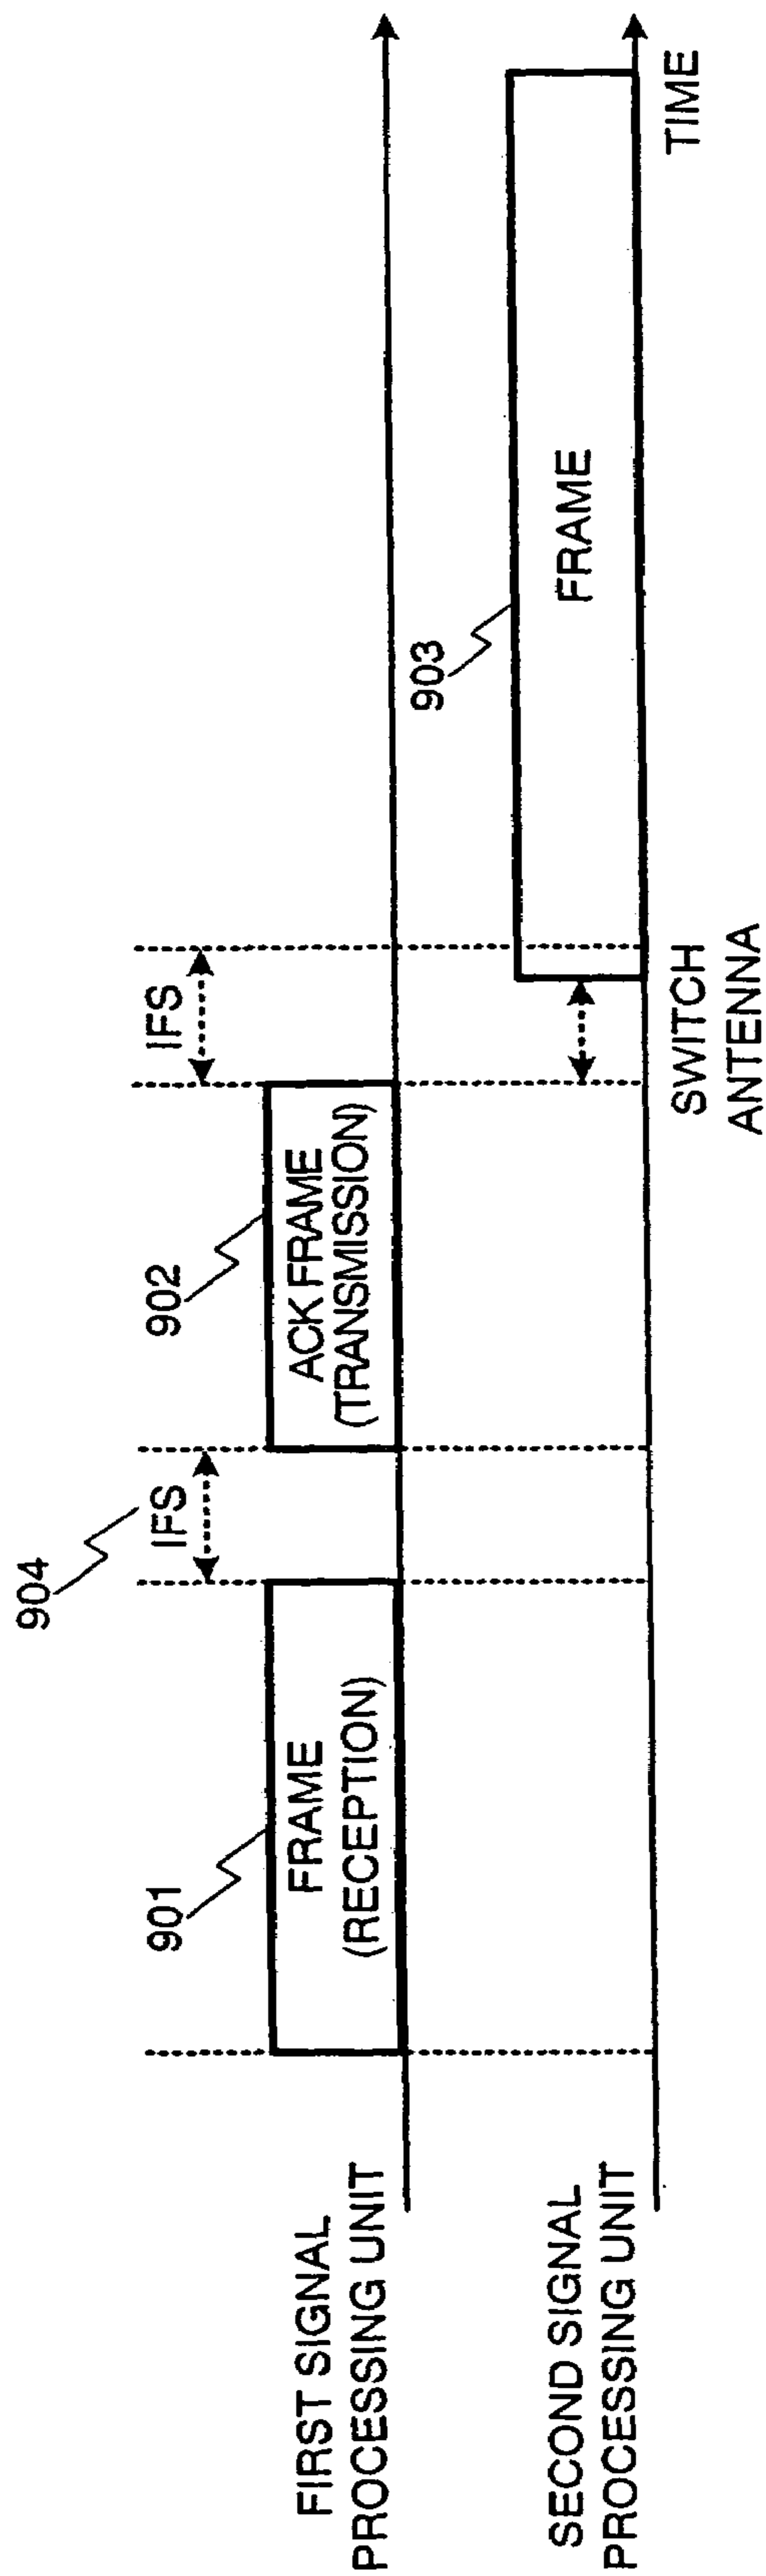 904
901
902
IFS
IFS
FIRST SIGNAL
PROCESSING UNIT
FRAME
(RECEPTION)
ACK FRAME
(TRANSMISSION)
903
SECOND SIGNAL
PROCESSING UNIT
FRAME
SWITCH
ANTENNA
TIME